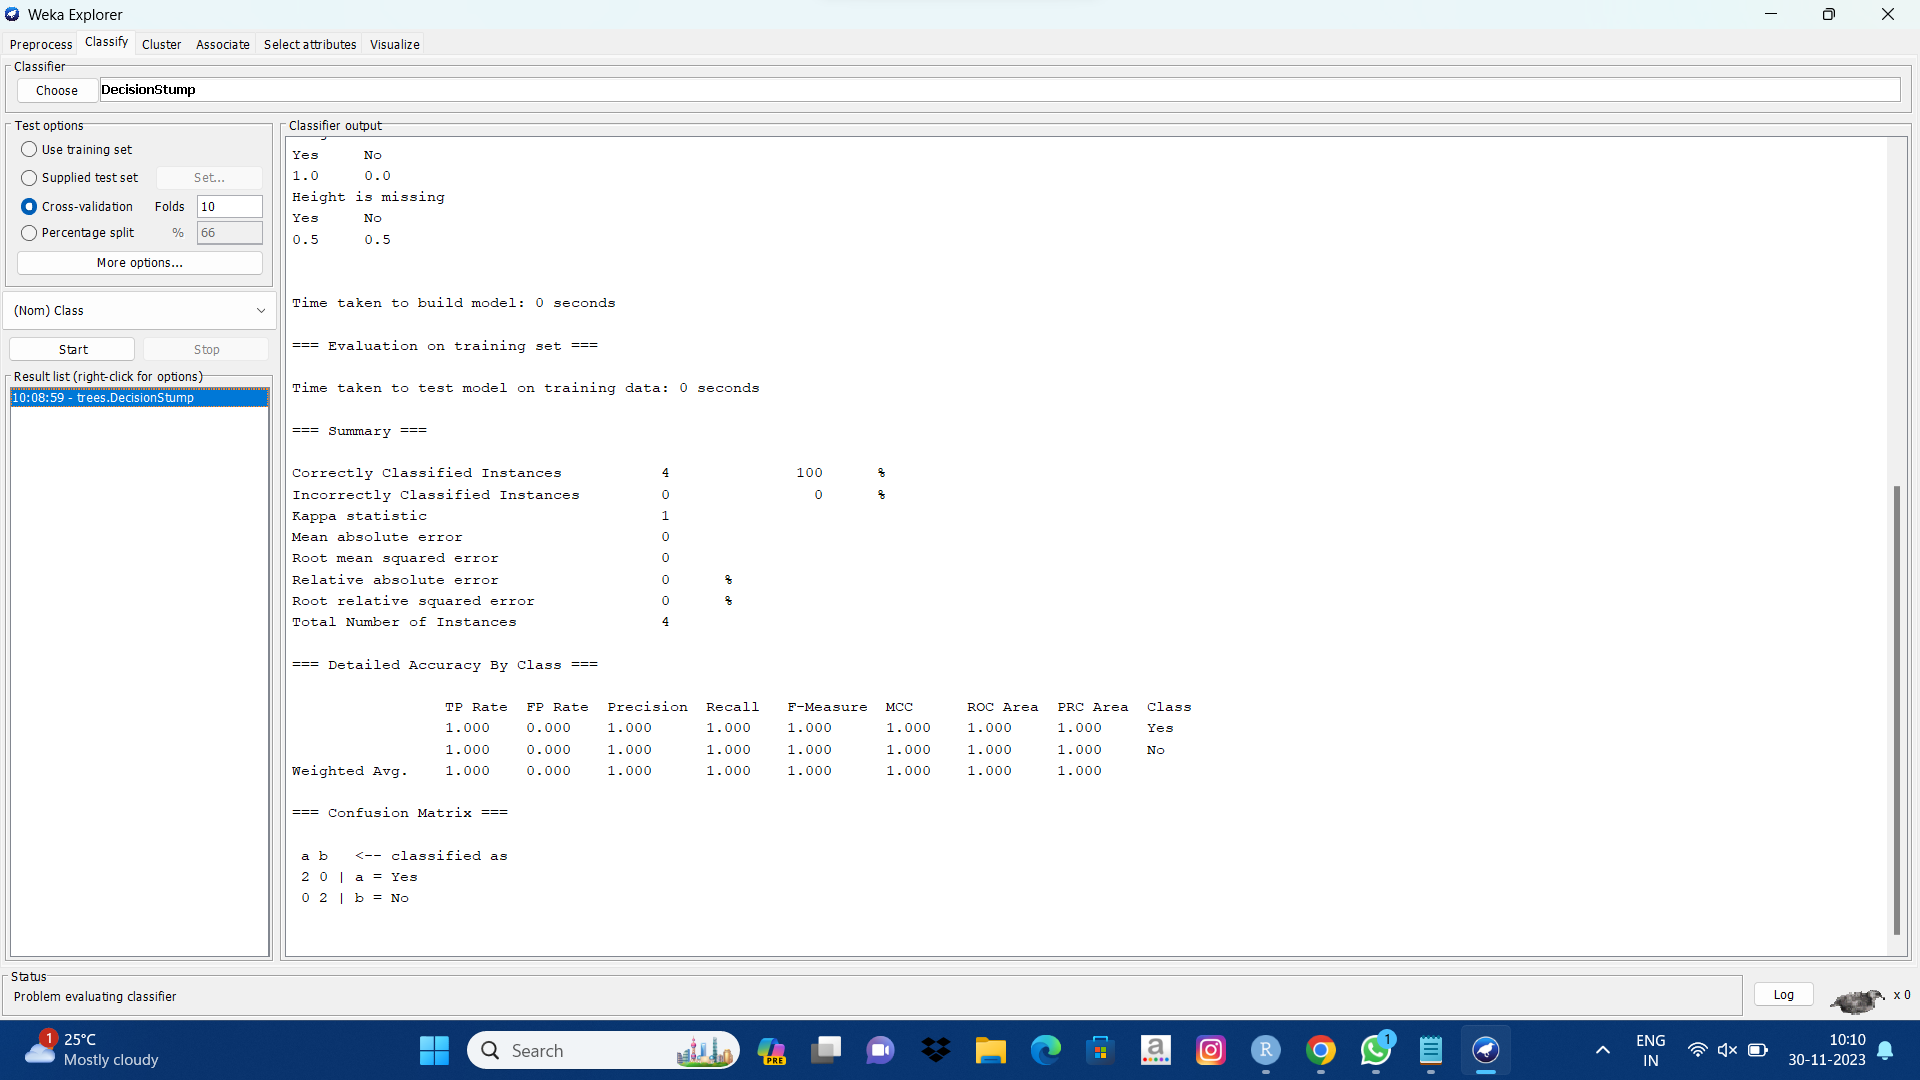 Weka Explorer
Preprocess Classify Cluster Associate Select attributes Visualize
Classifier
Choose DecisionStump
Test options
Use training set
Supplied test set Set...
Cross-validation Folds 10
Percentage split % 66
More options...
(Nom) Class
Start Stop
Result list (right-click for options)
10:08:59 - trees.DecisionStump
Classifier output
Yes No
1.0 0.0
Height is missing
Yes No
0.5 0.5
Time taken to build model: 0 seconds
=== Evaluation on training set ===
Time taken to test model on training data: 0 seconds
=== Summary ===
Correctly Classified Instances 4 100 %
Incorrectly Classified Instances 0 0 %
Kappa statistic 1
Mean absolute error 0
Root mean squared error 0
Relative absolute error 0 %
Root relative squared error 0 %
Total Number of Instances 4
=== Detailed Accuracy By Class ===
TP Rate FP Rate Precision Recall F-Measure MCC ROC Area PRC Area Class
1.000 0.000 1.000 1.000 1.000 1.000 1.000 1.000 Yes
1.000 0.000 1.000 1.000 1.000 1.000 1.000 1.000 No
Weighted Avg. 1.000 0.000 1.000 1.000 1.000 1.000 1.000 1.000
=== Confusion Matrix ===
a b <-- classified as
2 0 | a = Yes
0 2 | b = No
Status
Problem evaluating classifier
Log x 0
1 25°C
Mostly cloudy
Search
PRE
a
R
1
ENG
IN
10:10
30-11-2023